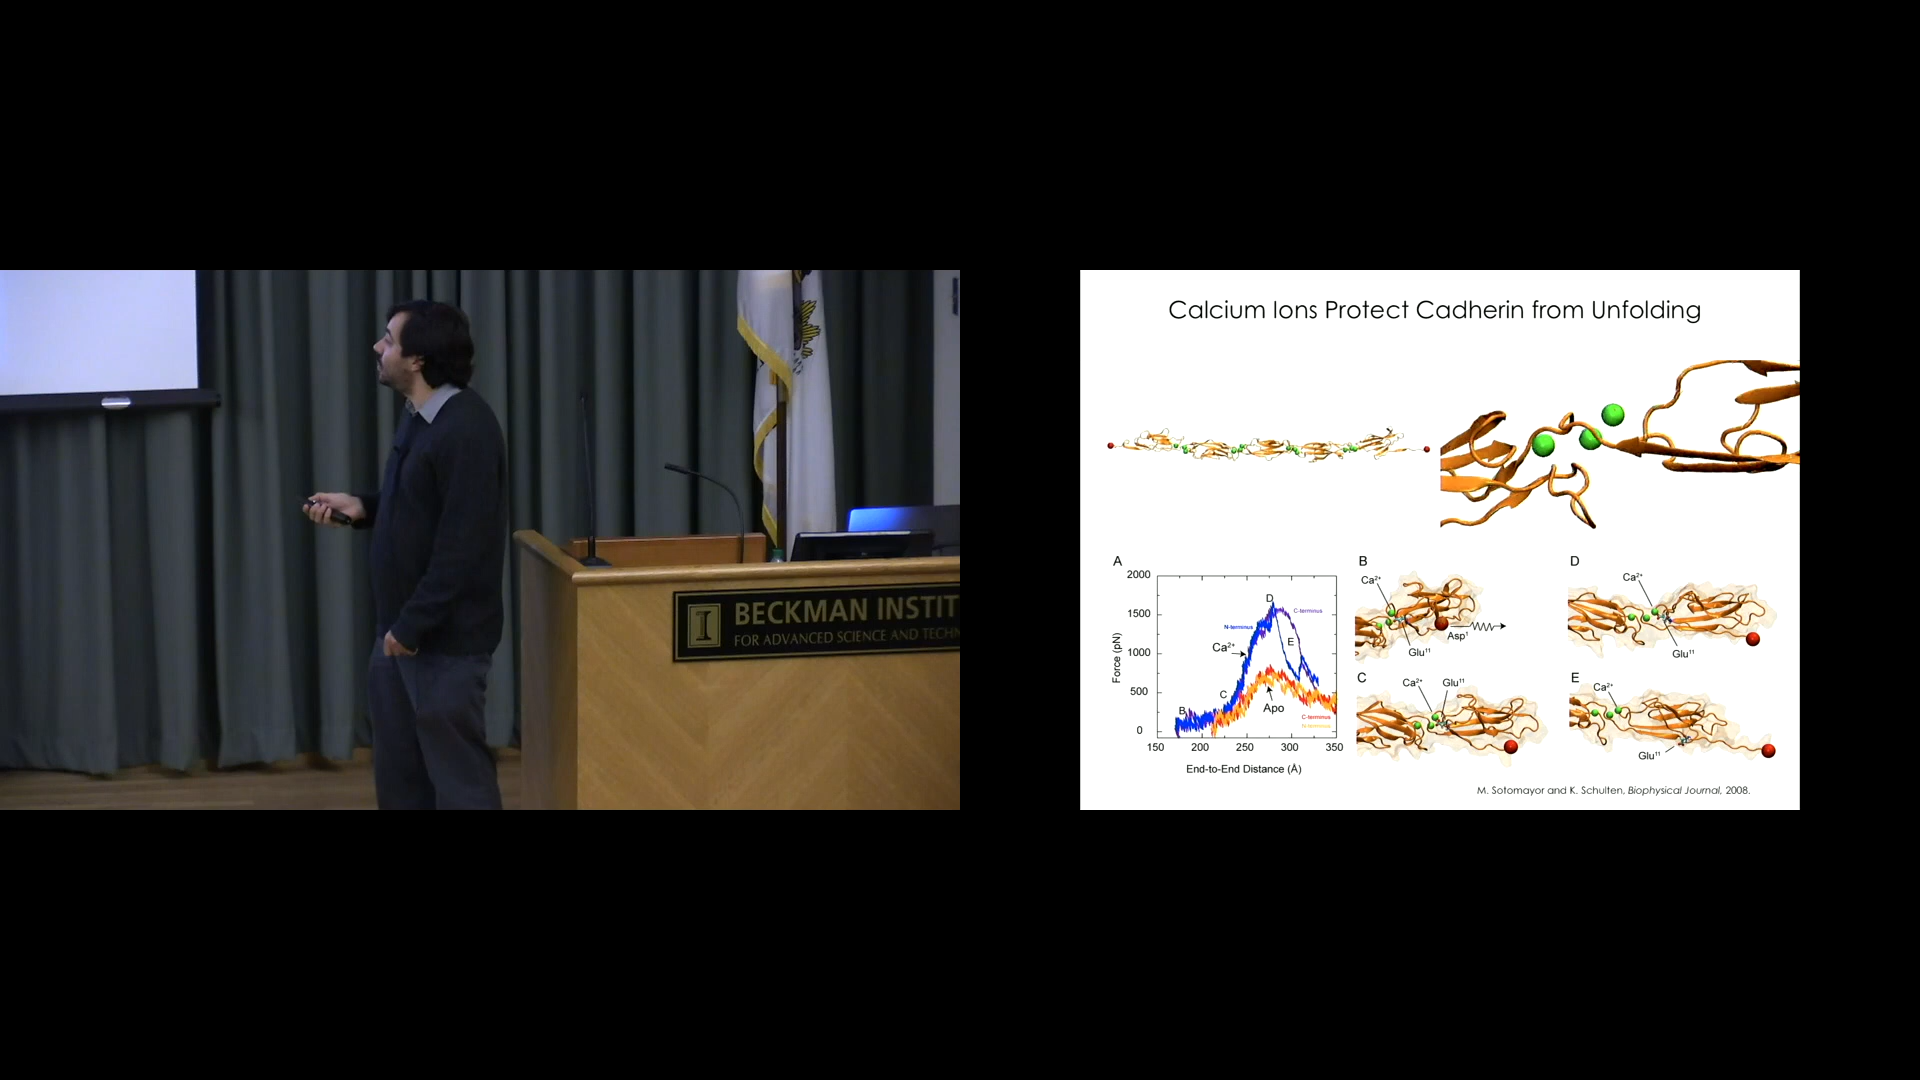 BECKMAN INSTIT
FOR ADVANCED SCIENCE AND TECHN
Calcium Ions Protect Cadherin from Unfolding
A
2000
1500
1000
500
0
Force (pN)
150 200 250 300 350
End-to-End Distance (Å)
D
C-terminus
N-terminus
E
Ca²⁺
C
B
Apo
C-terminus
N-terminus
B
Ca²⁺
Asp¹
Glu¹¹
C
Ca²⁺ Glu¹¹
D
Ca²⁺
Glu¹¹
E
Ca²⁺
Glu¹¹
M. Sotomayor and K. Schulten, Biophysical Journal, 2008.